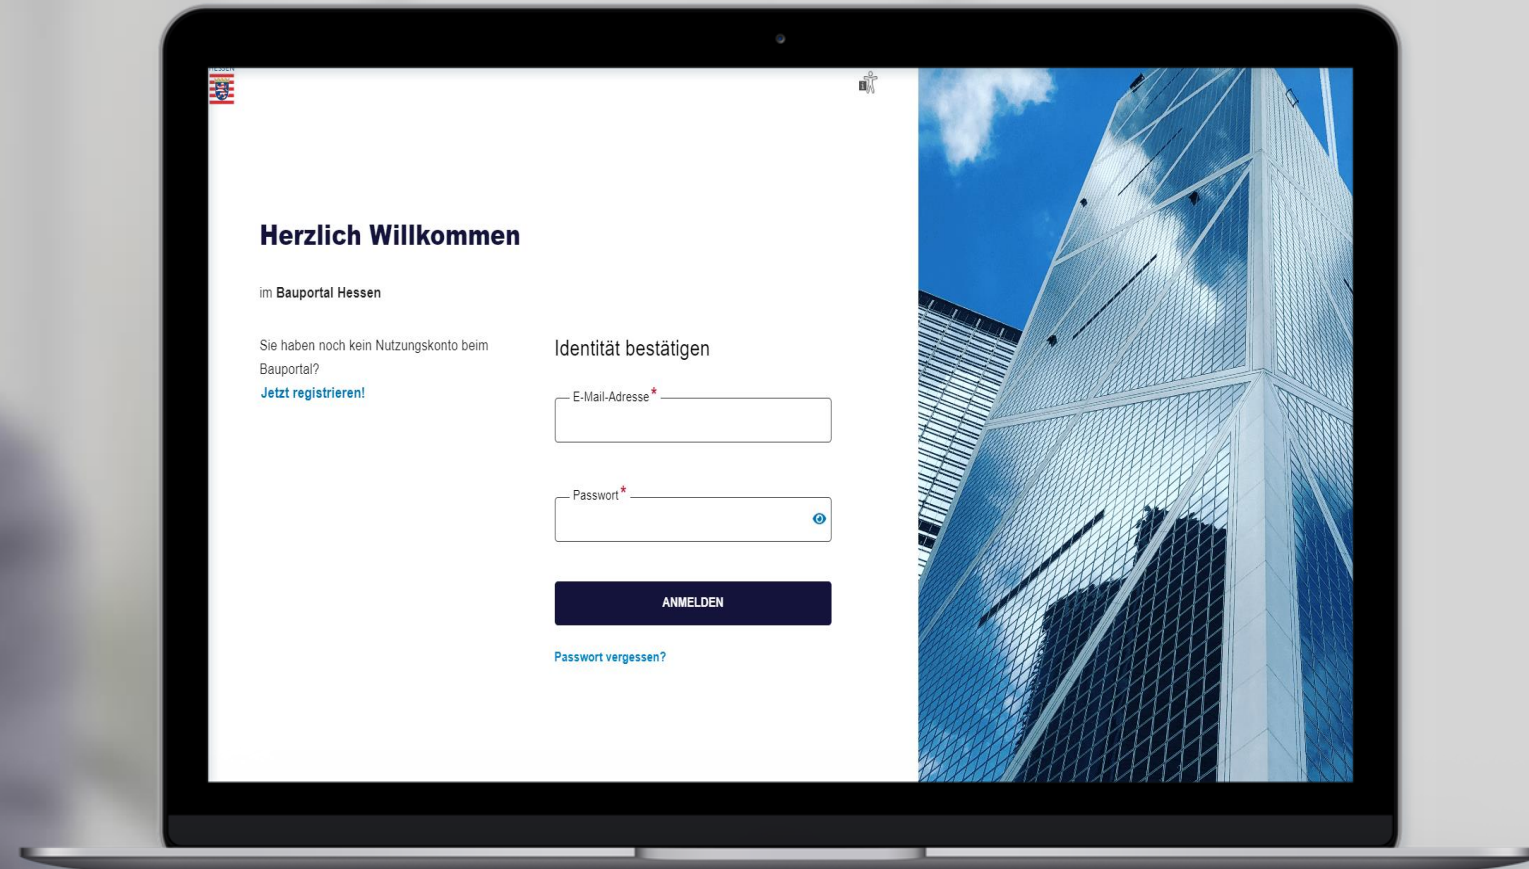 HESSEN
Herzlich Willkommen
im Bauportal Hessen
Sie haben noch kein Nutzungskonto beim
Bauportal?
Jetzt registrieren!
Identität bestätigen
E-Mail-Adresse*
Passwort*
ANMELDEN
Passwort vergessen?